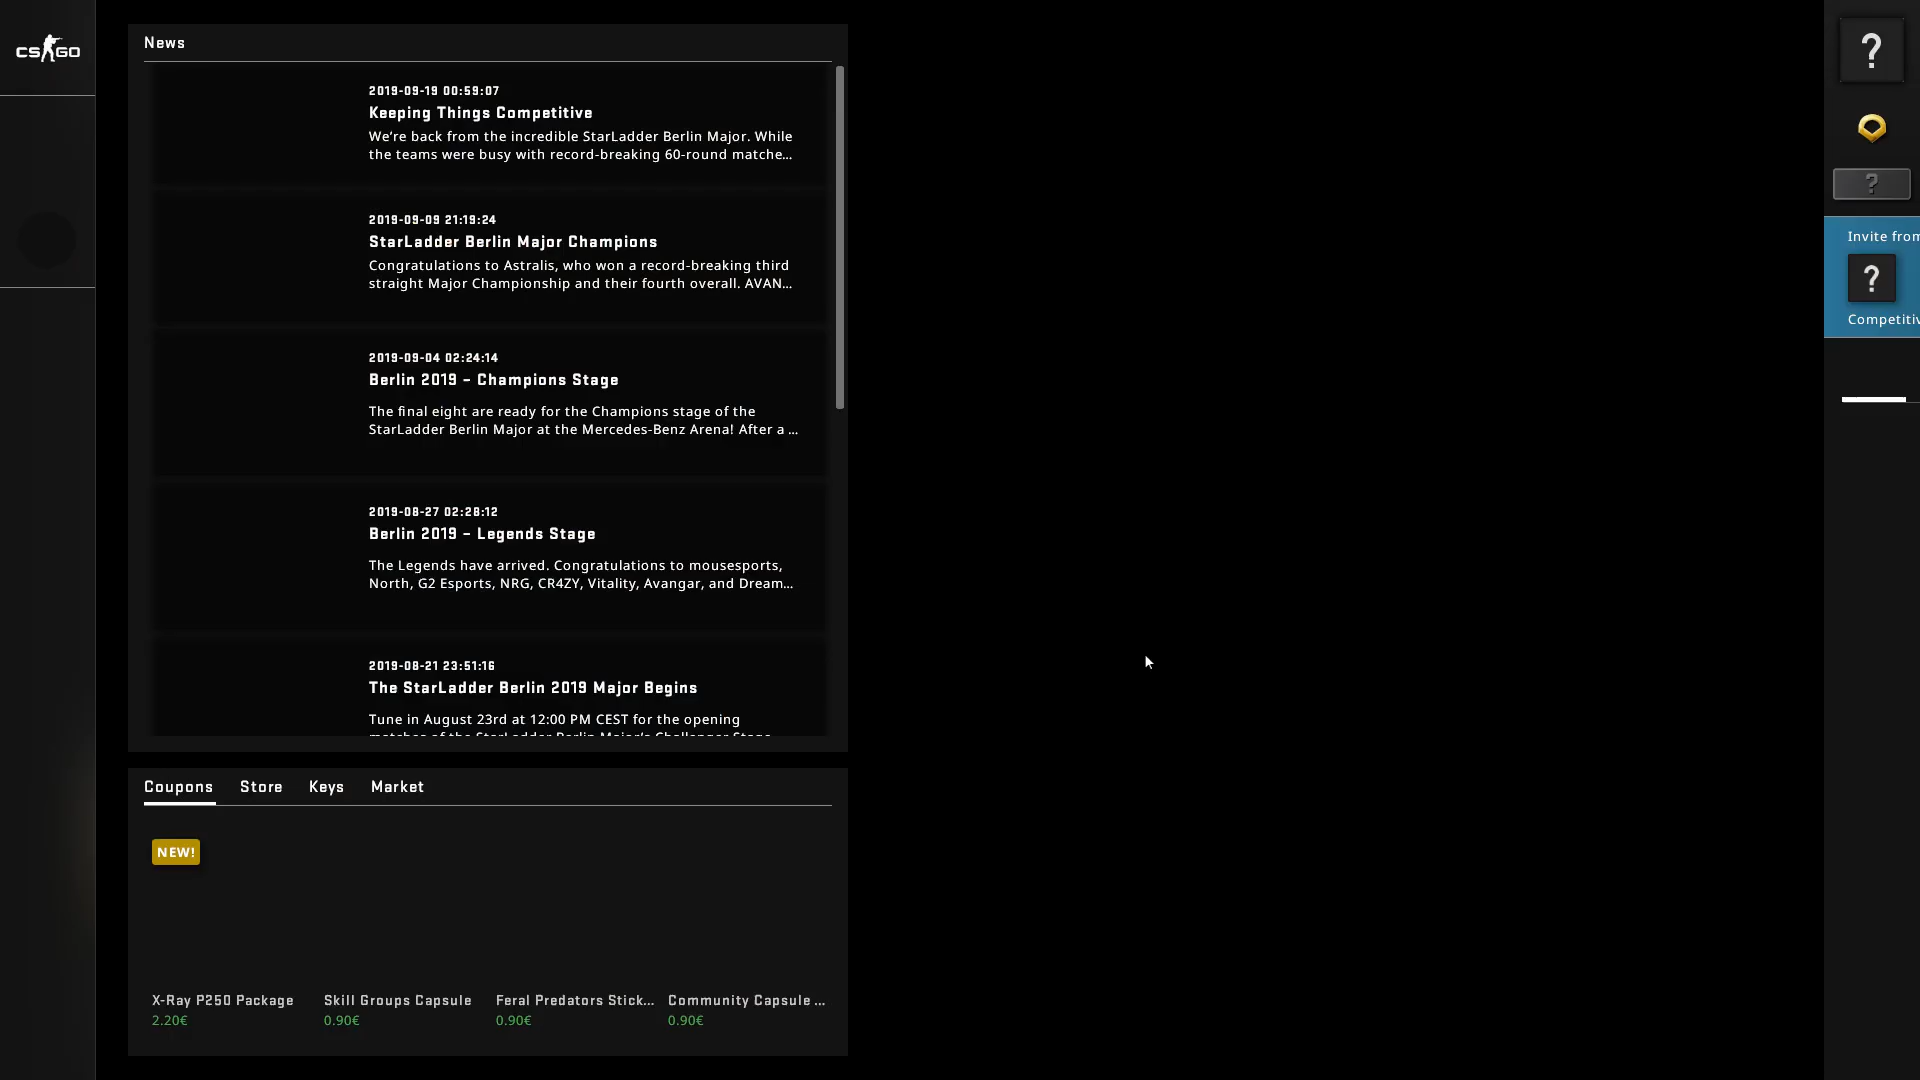 CS GO
News
2019-09-19 00:59:07
Keeping Things Competitive
We're back from the incredible StarLadder Berlin Major. While
the teams were busy with record-breaking 60-round matche...
2019-09-09 21:19:24
StarLadder Berlin Major Champions
Congratulations to Astralis, who won a record-breaking third
straight Major Championship and their fourth overall. AVAN...
2019-09-04 02:24:14
Berlin 2019 – Champions Stage
The final eight are ready for the Champions stage of the
StarLadder Berlin Major at the Mercedes-Benz Arena! After a ...
2019-08-27 02:28:12
Berlin 2019 – Legends Stage
The Legends have arrived. Congratulations to mousesports,
North, G2 Esports, NRG, CR4ZY, Vitality, Avangar, and Dream...
2019-08-21 23:51:16
The StarLadder Berlin 2019 Major Begins
Tune in August 23rd at 12:00 PM CEST for the opening
matches of the StarLadder Berlin Major's Challenger Stage
Coupons Store Keys Market
NEW!
X-Ray P250 Package
2.20€
Skill Groups Capsule
0.90€
Feral Predators Stick...
0.90€
Community Capsule ...
0.90€
?
?
Invite from
?
Competitiv